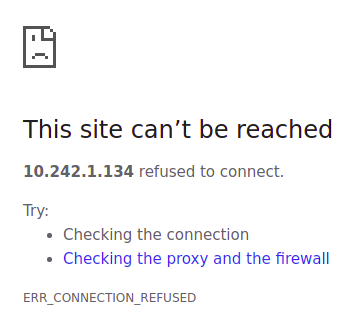 This site can’t be reached
10.242.1.134 refused to connect.
Try:
• Checking the connection
• Checking the proxy and the firewall
ERR_CONNECTION_REFUSED